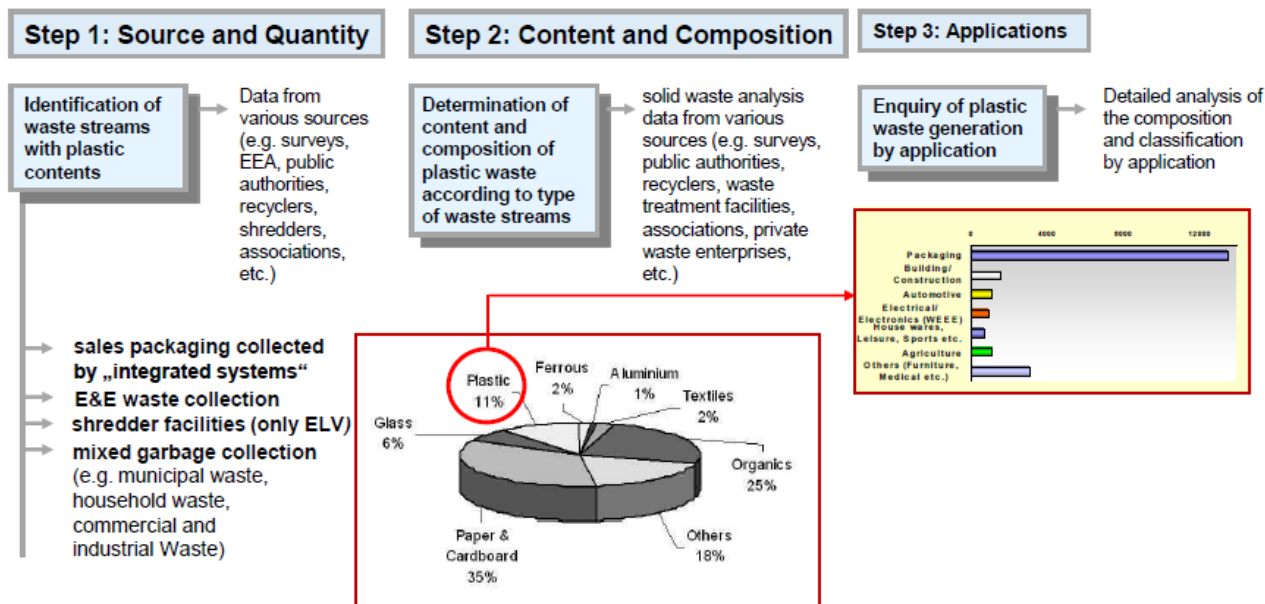 Step 1: Source and Quantity
Step 2: Content and Composition
Step 3: Applications
Identification of
waste streams
with plastic
contents
Data from
various sources
(e.g. surveys,
EEA, public
authorities,
recyclers,
shredders,
associations,
etc.)
Determination of
content and
composition of
plastic waste
according to type
of waste streams
solid waste analysis
data from various
sources (e.g. surveys,
public authorities,
recyclers, waste
treatment facilities,
associations, private
waste enterprises,
etc.)
Enquiry of plastic
waste generation
by application
Detailed analysis of
the composition
and classification
by application
sales packaging collected
by „integrated systems“
E&E waste collection
shredder facilities (only ELV)
mixed garbage collection
(e.g. municipal waste,
household waste,
commercial and
industrial Waste)
Plastic
11%
Ferrous
2%
Aluminium
1%
Textiles
2%
Glass
6%
Organics
25%
Others
18%
Paper &
Cardboard
35%
0 4000 8000 12000
Packaging
Building/
Construction
Automotive
Electrical/
Electronics (WEEE)
House wares,
Leisure, Sports etc.
Agriculture
Others (Furniture,
Medical etc.)